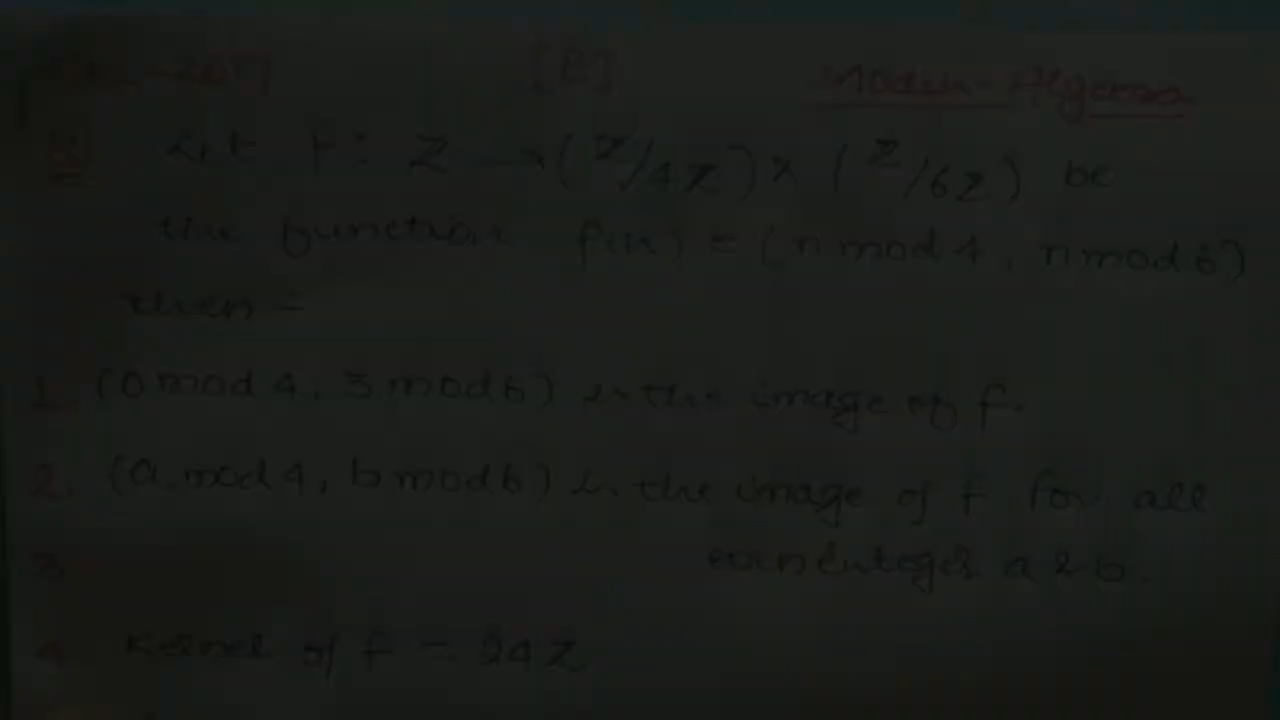 [B] Modern-Algebra
Let f: Z → (Z/4Z) x (Z/6Z) be
the function f(n) = (n mod 4, n mod 6)
then -
1. (0 mod 4, 3 mod 6) is the image of f.
2. (a mod 4, b mod 6) is the image of f for all
even integer a & b.
3
4. Kernel of f = 24Z